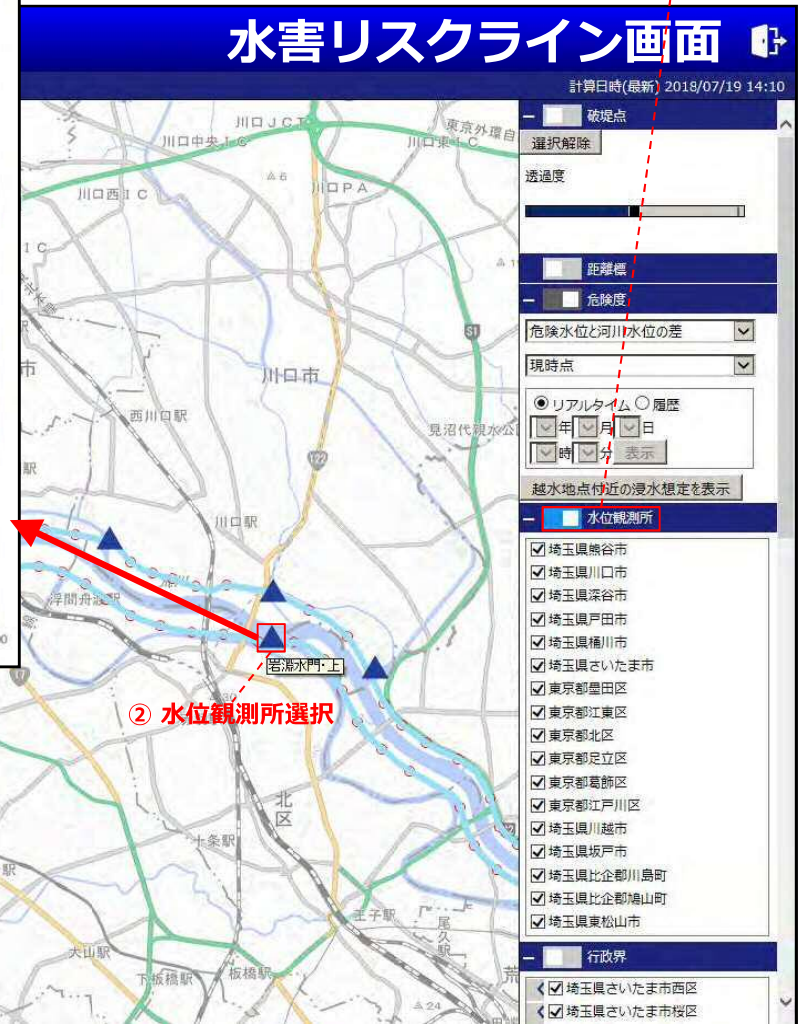 水害リスクライン画面
計算日時(最新) 2018/07/19 14:10
川口ＪＣＴ
東京外環自
川口中央ＩＣ
川口東ＩＣ
△6
川口西ＩＣ
川口ＰＡ
ＩＣ
S1
市
川口市
西川口駅
見沼代親水公
駅
122
川口駅
浮間舟渡駅
岩淵水門・上
② 水位観測所選択
17
北区
十条駅
駅
王子駅
尾久駅
大山駅
下板橋駅
板橋駅
荒
△24
－ 破堤点
選択解除
透過度
距離標
－ 危険度
危険水位と河川水位の差
現時点
リアルタイム 履歴
年 月 日
時 分 表示
越水地点付近の浸水想定を表示
－ 水位観測所
埼玉県熊谷市
埼玉県川口市
埼玉県深谷市
埼玉県戸田市
埼玉県桶川市
埼玉県さいたま市
東京都墨田区
東京都江東区
東京都北区
東京都足立区
東京都葛飾区
東京都江戸川区
埼玉県川越市
埼玉県坂戸市
埼玉県比企郡川島町
埼玉県比企郡鳩山町
埼玉県東松山市
－ 行政界
埼玉県さいたま市西区
埼玉県さいたま市桜区